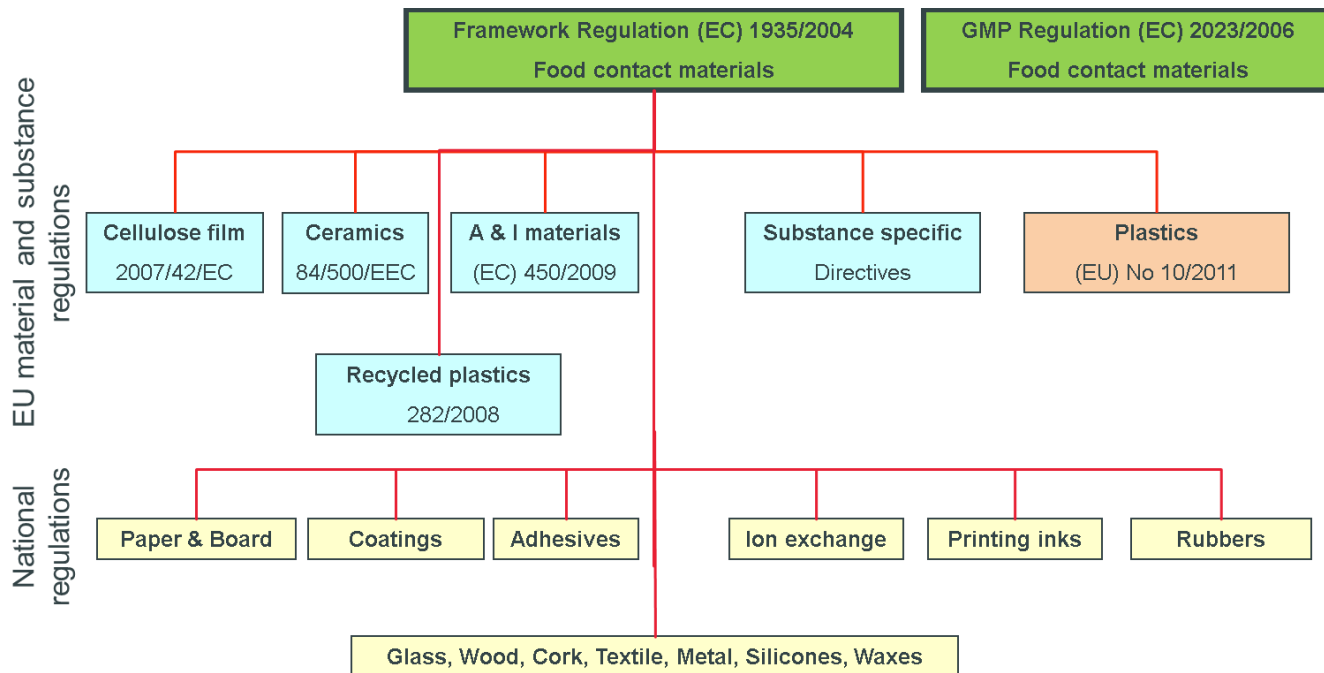 Framework Regulation (EC) 1935/2004
Food contact materials
GMP Regulation (EC) 2023/2006
Food contact materials
EU material and substance
regulations
Cellulose film
2007/42/EC
Ceramics
84/500/EEC
A & I materials
(EC) 450/2009
Substance specific
Directives
Plastics
(EU) No 10/2011
Recycled plastics
282/2008
National
regulations
Paper & Board
Coatings
Adhesives
Ion exchange
Printing inks
Rubbers
Glass, Wood, Cork, Textile, Metal, Silicones, Waxes